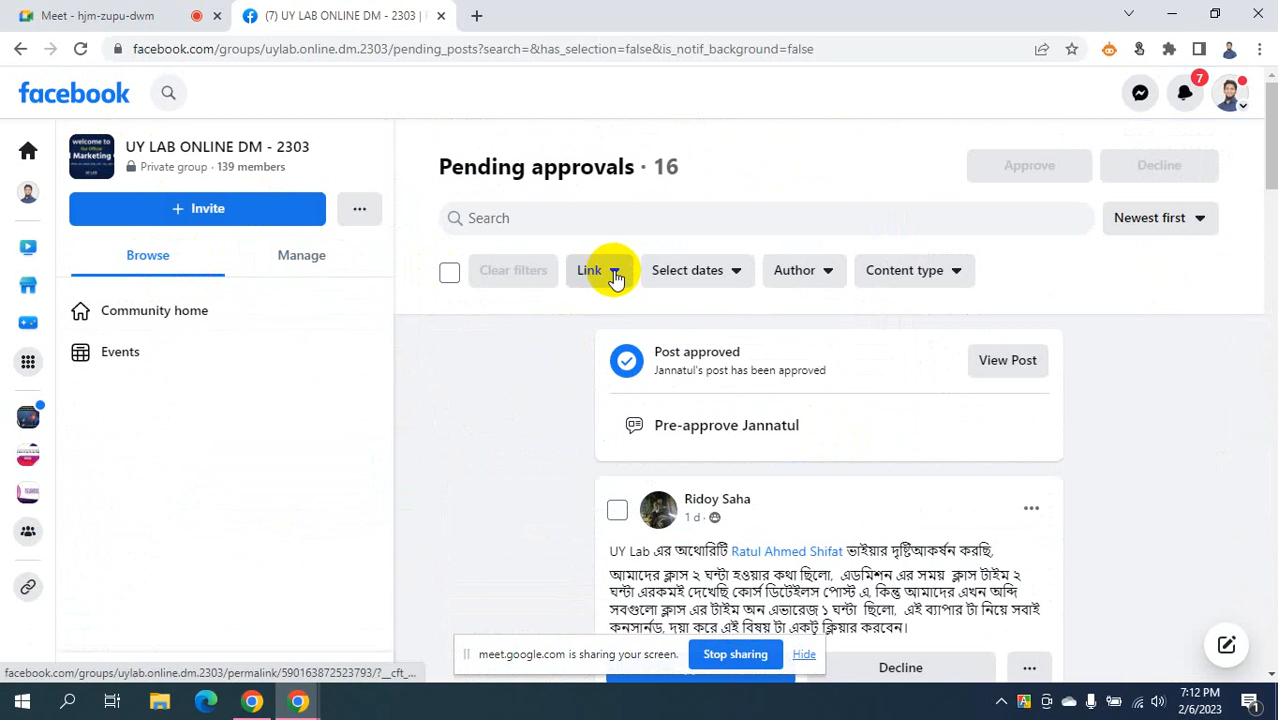 Meet - hjm-zupu-dwm
(7) UY LAB ONLINE DM - 2303 |
facebook.com/groups/uylab.online.dm.2303/pending_posts?search=&has_selection=false&is_notif_background=false
facebook
7
welcome to
UY LAB ONLINE DM - 2303
Private group · 139 members
+ Invite
Browse
Manage
Community home
Events
Pending approvals · 16
Approve
Decline
Search
Newest first
Clear filters
Link
Select dates
Author
Content type
Post approved
Jannatul's post has been approved
View Post
Pre-approve Jannatul
Ridoy Saha
1 d ·
UY Lab এর অথোরিটি Ratul Ahmed Shifat ভাইয়ার দৃষ্টিআকর্ষন করছি,
আমাদের ক্লাস ২ ঘন্টা হওয়ার কথা ছিলো, এডমিশন এর সময় ক্লাস টাইম ২
ঘন্টা এরকমই দেখেছি কোর্স ডিটেইলস পোস্ট এ, কিন্তু আমাদের এখন অব্দি
সবগুলো ক্লাস এর টাইম অন এভারেজ ১ ঘন্টা ছিলো, এই ব্যাপার টা নিয়ে সবাই
কনসার্নড, দয়া করে এই বিষয় টা একটু ক্লিয়ার করবেন।
Decline
meet.google.com is sharing your screen.
Stop sharing
Hide
facebook.com/groups/uylab.online.dm.2303/permalink/590163872523793/?__cft_...
7:12 PM
2/6/2023